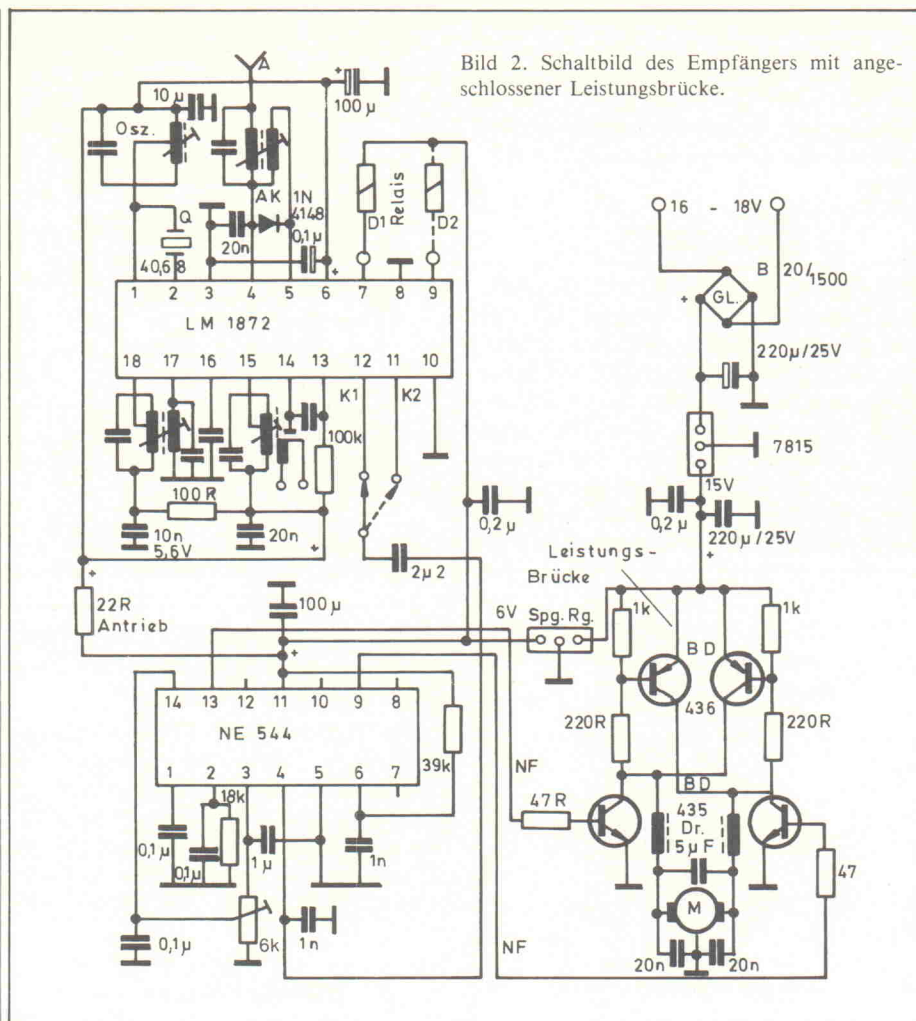 Bild 2. Schaltbild des Empfängers mit ange-
schlossener Leistungsbrücke.
A
10µ
100µ
+
Osz.
AK
1N
4148
Q
20n
0,1µ
+
40,68
Relais
D1
D2
16 - 18V
B 20/1500
GL.
+
220µ/25V
1 2 3 4 5 6 7 8 9
LM 1872
18 17 16 15 14 13 12 11 10
K1
K2
7815
15V
100k
100R
10n
5,6V
20n
+
2µ2
0,2µ
0,2µ
220µ/25V
+
Leistungs-
Brücke
+
22R
Antrieb
100µ
+
6V
Spg. Rg.
1k
1k
BD
436
220R
220R
14 13 12 11 10 9 8
NE 544
1 2 3 4 5 6 7
39k
NF
47R
BD
435
Dr.
5µF
47
18k
0,1µ
0,1µ
1µ
1n
6k
0,1µ
1n
M
20n
20n
NF